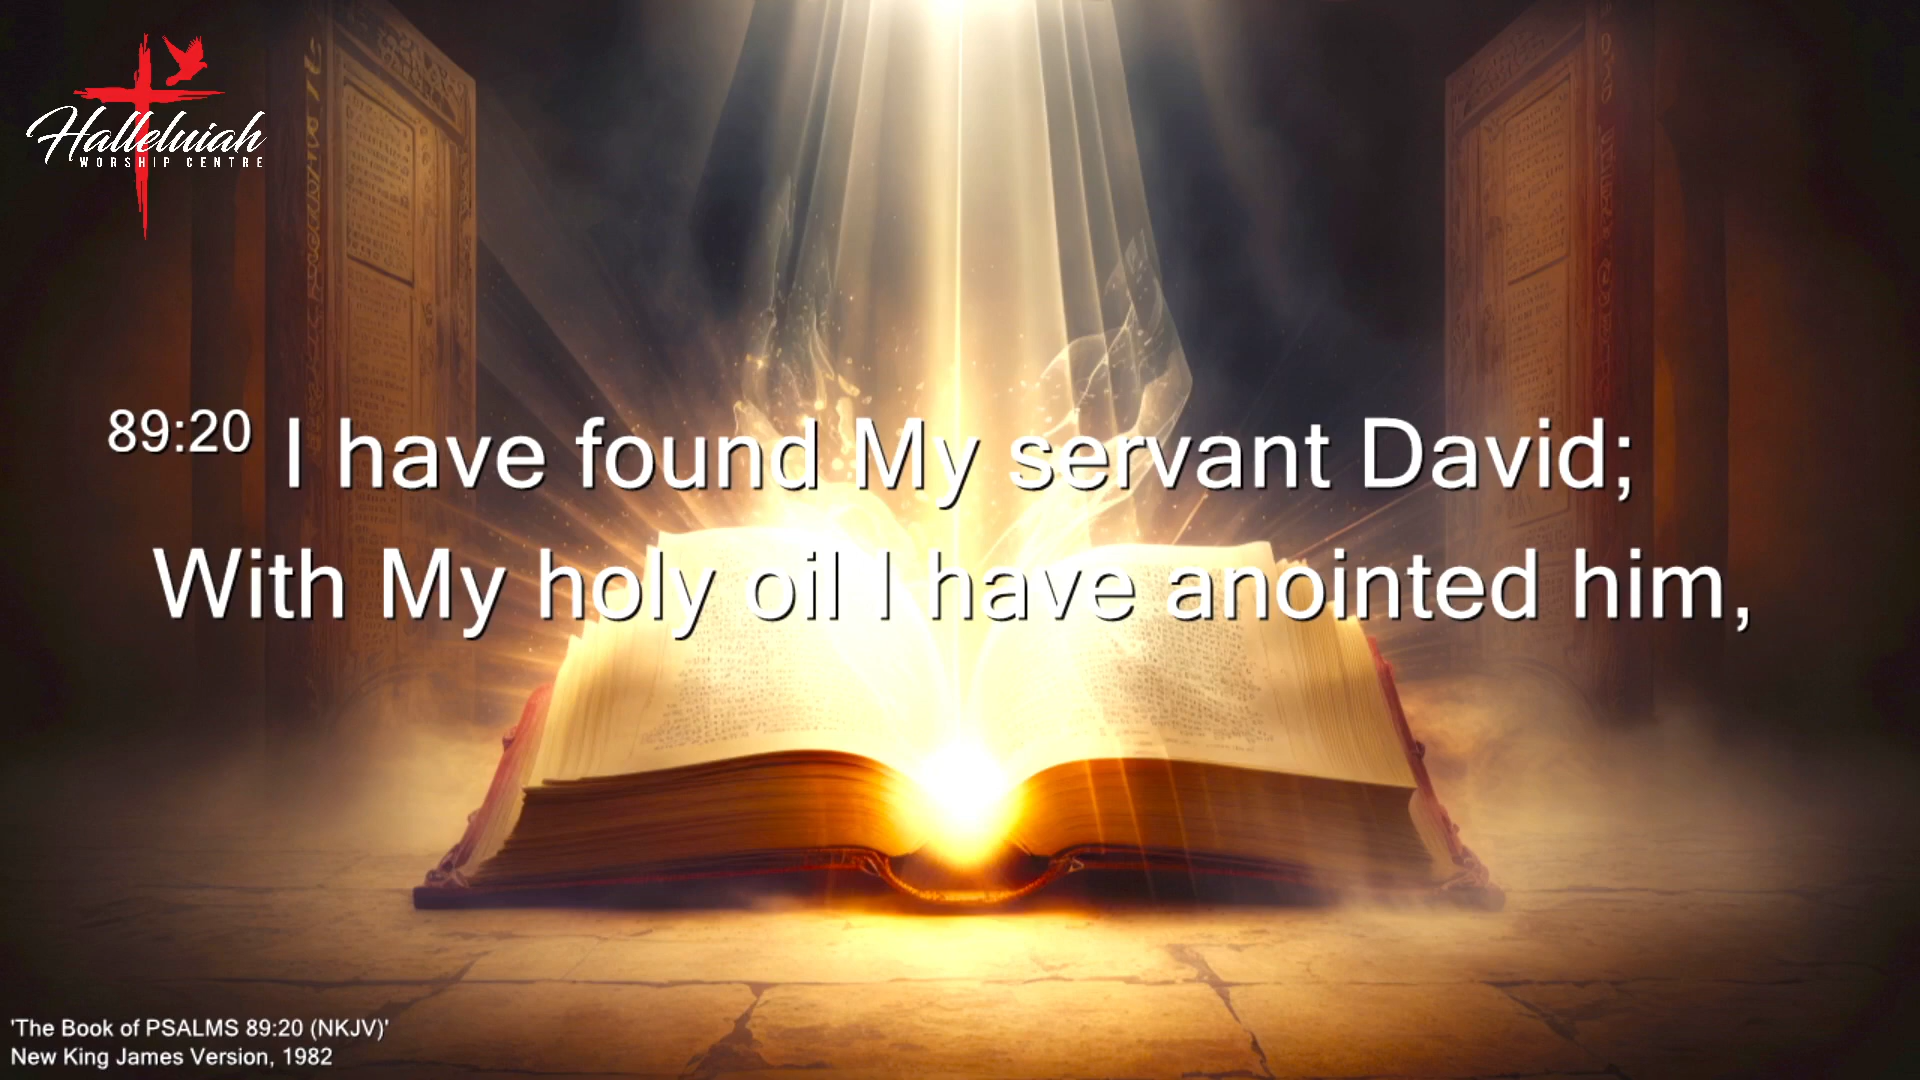 Halleluiah
WORSHIP CENTRE
89:20 I have found My servant David;
With My holy oil I have anointed him,
'The Book of PSALMS 89:20 (NKJV)'
New King James Version, 1982